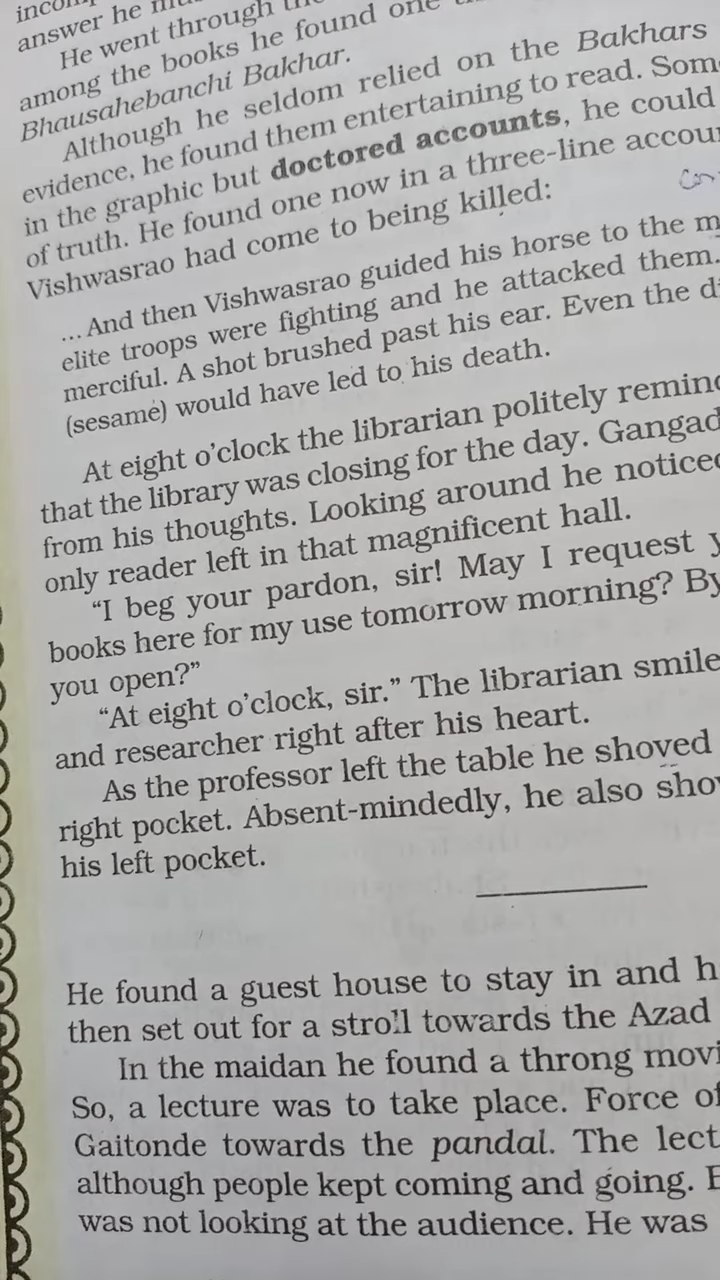 answer he
He went through
among the books he found one
Bhausahebanchi Bakhar.
Although he seldom relied on the Bakhars
evidence, he found them entertaining to read.
in the graphic but doctored accounts, he could
of truth. He found one now in a three-line
Vishwasrao had come to being killed:
... And then Vishwasrao guided his horse to the
elite troops were fighting and he attacked them.
merciful. A shot brushed past his ear. Even the
(sesame) would have led to his death.
At eight o'clock the librarian politely
that the library was closing for the day.
from his thoughts. Looking around he
only reader left in that magnificent hall.
“I beg your pardon, sir! May I request
books here for my use tomorrow morning? By
you open?”
“At eight o'clock, sir.” The librarian
and researcher right after his heart.
As the professor left the table he shoved
right pocket. Absent-mindedly, he also
his left pocket.
He found a guest house to stay in and
then set out for a stroll towards the Azad
In the maidan he found a throng
So, a lecture was to take place. Force
Gaitonde towards the pandal. The
although people kept coming and going.
was not looking at the audience. He was